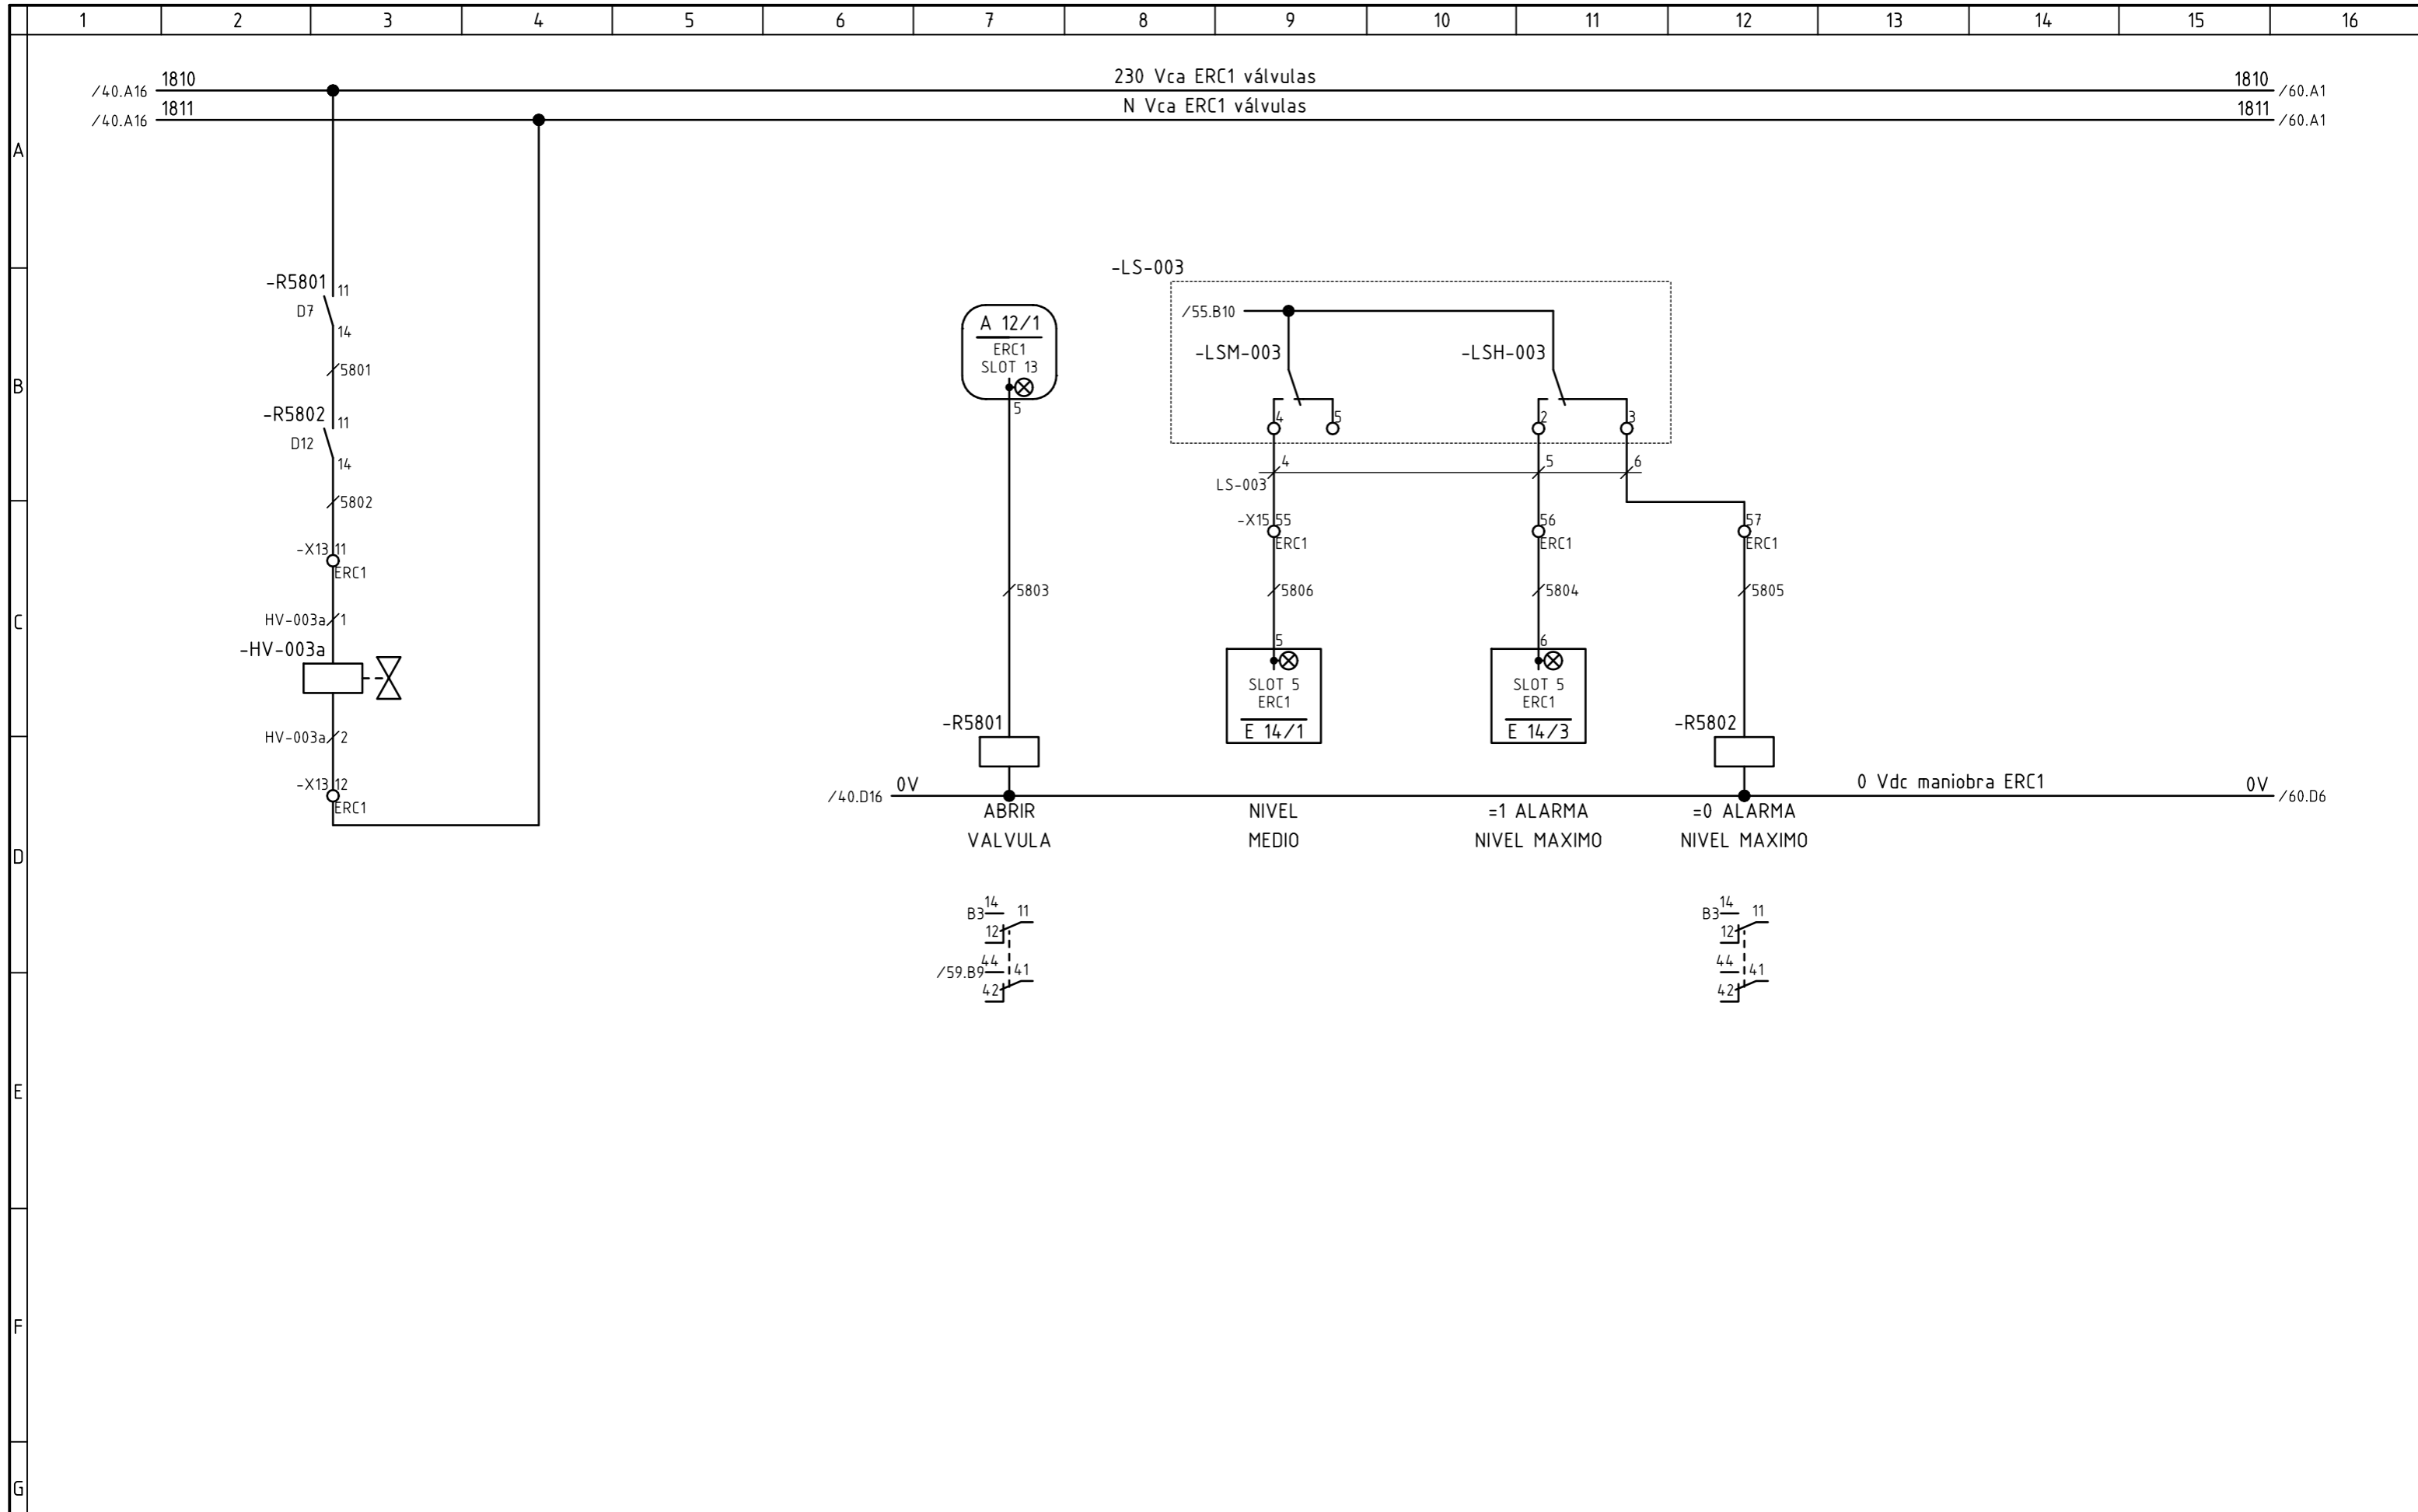 1 2 3 4 5 6 7 8 9 10 11 12 13 14 15 16
230 Vca ERC1 válvulas
/40.A16 1810
1810 /60.A1
N Vca ERC1 válvulas
/40.A16 1811
1811 /60.A1
A
-R5801 11
D7
14
5801
-R5802 11
D12
14
5802
-X13 11
ERC1
HV-003a 1
-HV-003a
HV-003a 2
-X13 12
ERC1
A 12/1
ERC1
SLOT 13
5
5803
-R5801
-LS-003
/55.B10
-LSM-003
-LSH-003
4 5 2 3
4 5 6
LS-003
-X15 55
ERC1
56
ERC1
57
ERC1
5806
5804
5805
5
SLOT 5
ERC1
E 14/1
6
SLOT 5
ERC1
E 14/3
-R5802
/40.D16 0V
0 Vdc maniobra ERC1
0V /60.D6
ABRIR
VALVULA
NIVEL
MEDIO
=1 ALARMA
NIVEL MAXIMO
=0 ALARMA
NIVEL MAXIMO
B3 14 11
12
/59.B9 44 41
42
B3 14 11
12
44 41
42
B
C
D
E
F
G